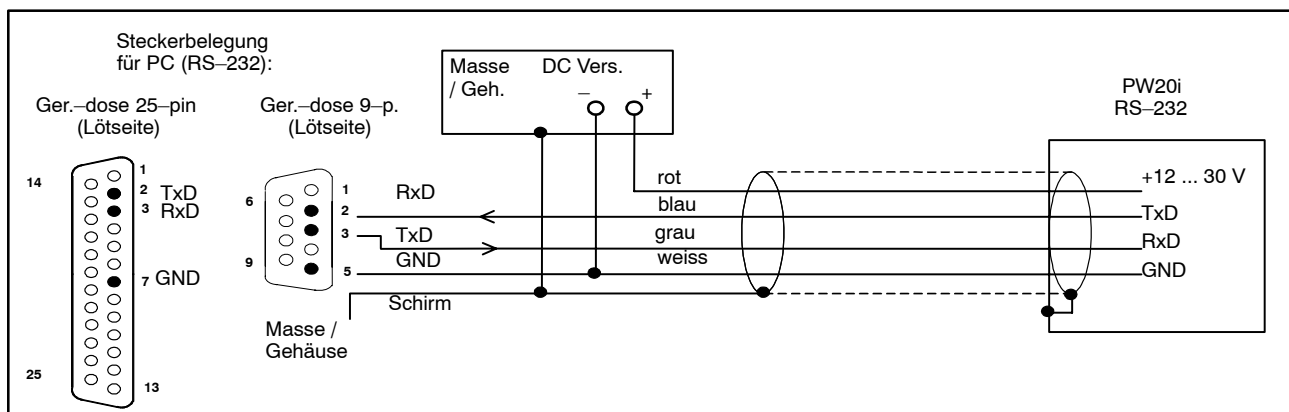 Steckerbelegung
für PC (RS–232):
Ger.–dose 25–pin
(Lötseite)
Ger.–dose 9–p.
(Lötseite)
Masse
/ Geh.
DC Vers.
– +
PW20i
RS–232
14
1
2 TxD
3 RxD
7 GND
25
13
6
1
2
3
9
5
RxD
TxD
GND
Schirm
Masse /
Gehäuse
rot
blau
grau
weiss
+12 ... 30 V
TxD
RxD
GND